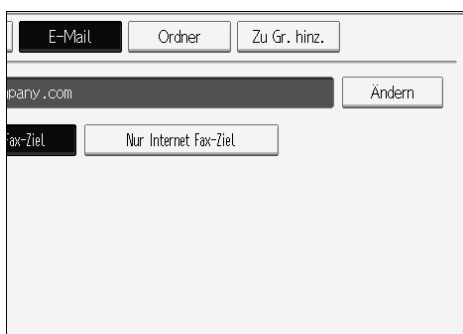 E-Mail Ordner Zu Gr. hinz.
pany.com Ändern
Fax-Ziel Nur Internet Fax-Ziel